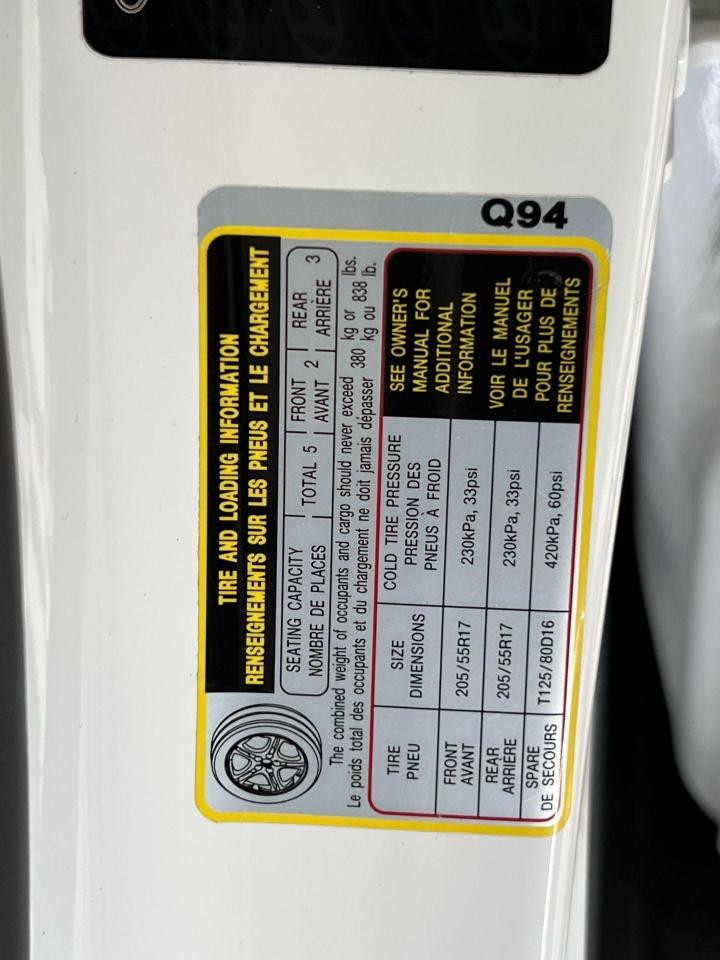 TIRE AND LOADING INFORMATION
RENSEIGNEMENTS SUR LES PNEUS ET LE CHARGEMENT
SEATING CAPACITY
NOMBRE DE PLACES
TOTAL 5
FRONT
AVANT 2
REAR
ARRIÈRE 3
The combined weight of occupants and cargo should never exceed 380 kg or 838 lbs.
Le poids total des occupants et du chargement ne doit jamais dépasser 380 kg ou 838 lb.
TIRE
PNEU
SIZE
DIMENSIONS
COLD TIRE PRESSURE
PRESSION DES
PNEUS À FROID
FRONT
AVANT
205/55R17
230kPa, 33psi
REAR
ARRIÈRE
205/55R17
230kPa, 33psi
SPARE
DE SECOURS
T125/80D16
420kPa, 60psi
SEE OWNER'S
MANUAL FOR
ADDITIONAL
INFORMATION
VOIR LE MANUEL
DE L'USAGER
POUR PLUS DE
RENSEIGNEMENTS
Q94